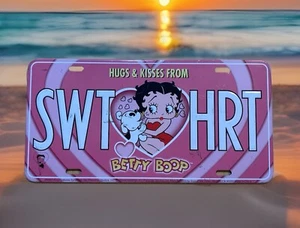 HUGS & KISSES FROM
SWT HRT
BETTY BOOP